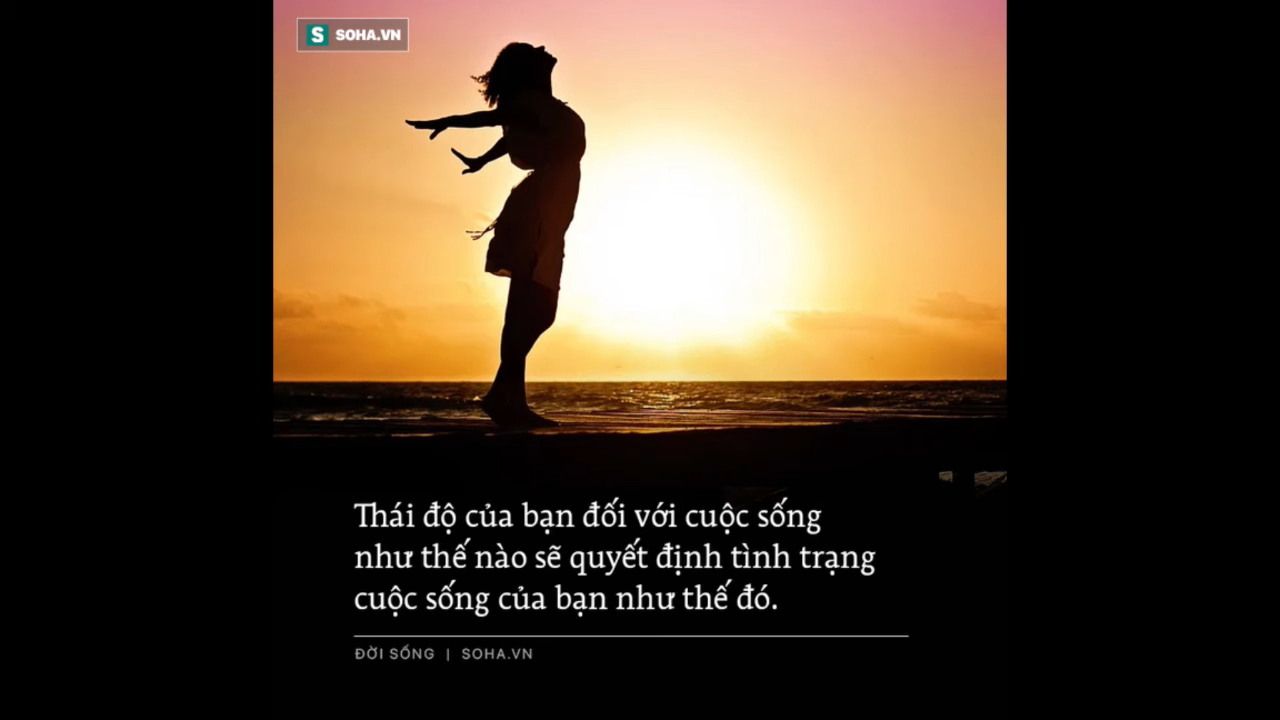 SOHA.VN
Thái độ của bạn đối với cuộc sống
như thế nào sẽ quyết định tình trạng
cuộc sống của bạn như thế đó.
ĐỜI SỐNG | SOHA.VN